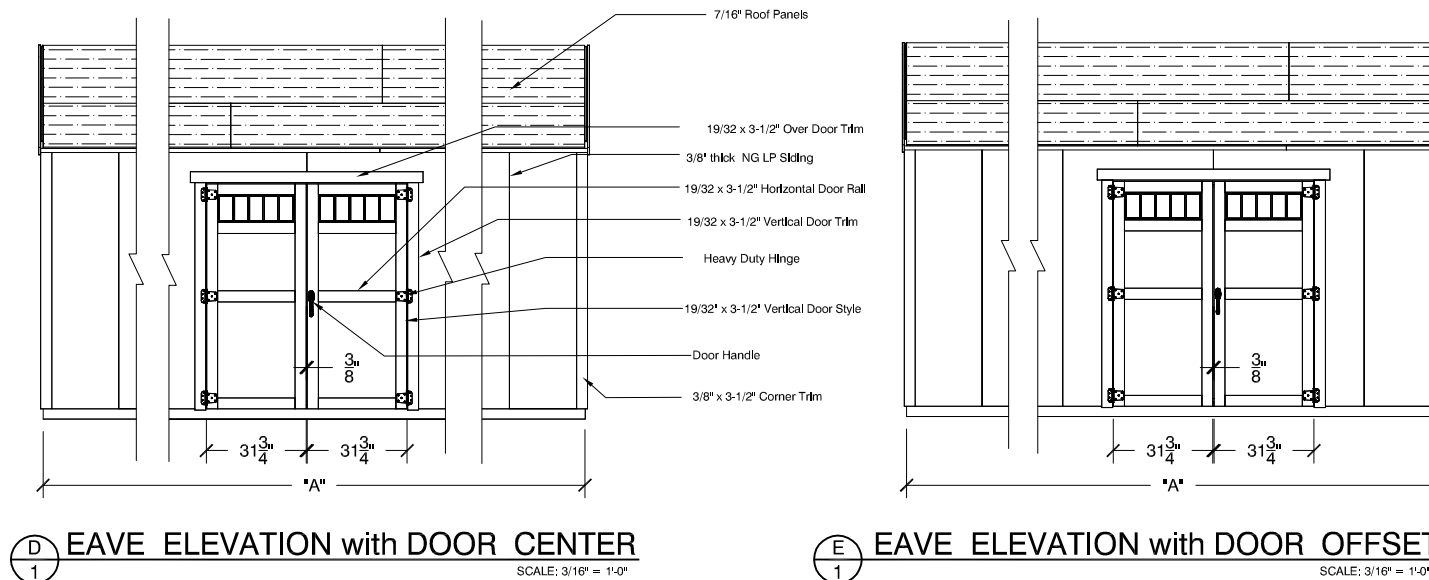 7/16" Roof Panels
19/32 x 3-1/2" Over Door Trim
3/8" thick NG LP Siding
19/32 x 3-1/2" Horizontal Door Rail
19/32 x 3-1/2" Vertical Door Trim
Heavy Duty Hinge
19/32" x 3-1/2" Vertical Door Style
Door Handle
3/8" x 3-1/2" Corner Trim
3/8"
31 3/4"
31 3/4"
"A"
D
1
EAVE ELEVATION with DOOR CENTER
SCALE: 3/16" = 1'-0"
3/8"
31 3/4"
31 3/4"
"A"
E
1
EAVE ELEVATION with DOOR OFFSET
SCALE: 3/16" = 1'-0"